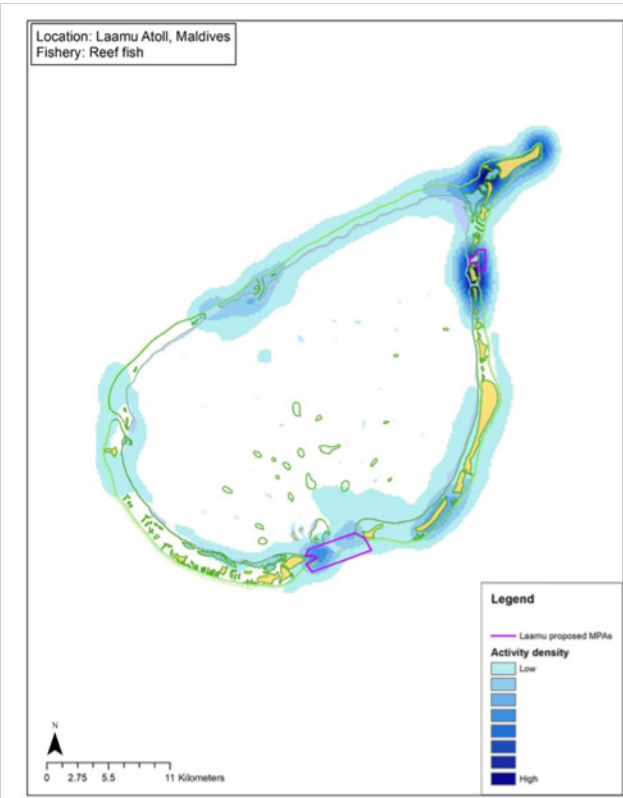 Location: Laamu Atoll, Maldives
Fishery: Reef fish
Legend
Laamu proposed MPAs
Activity density
Low
High
N
0 2.75 5.5 11 Kilometers